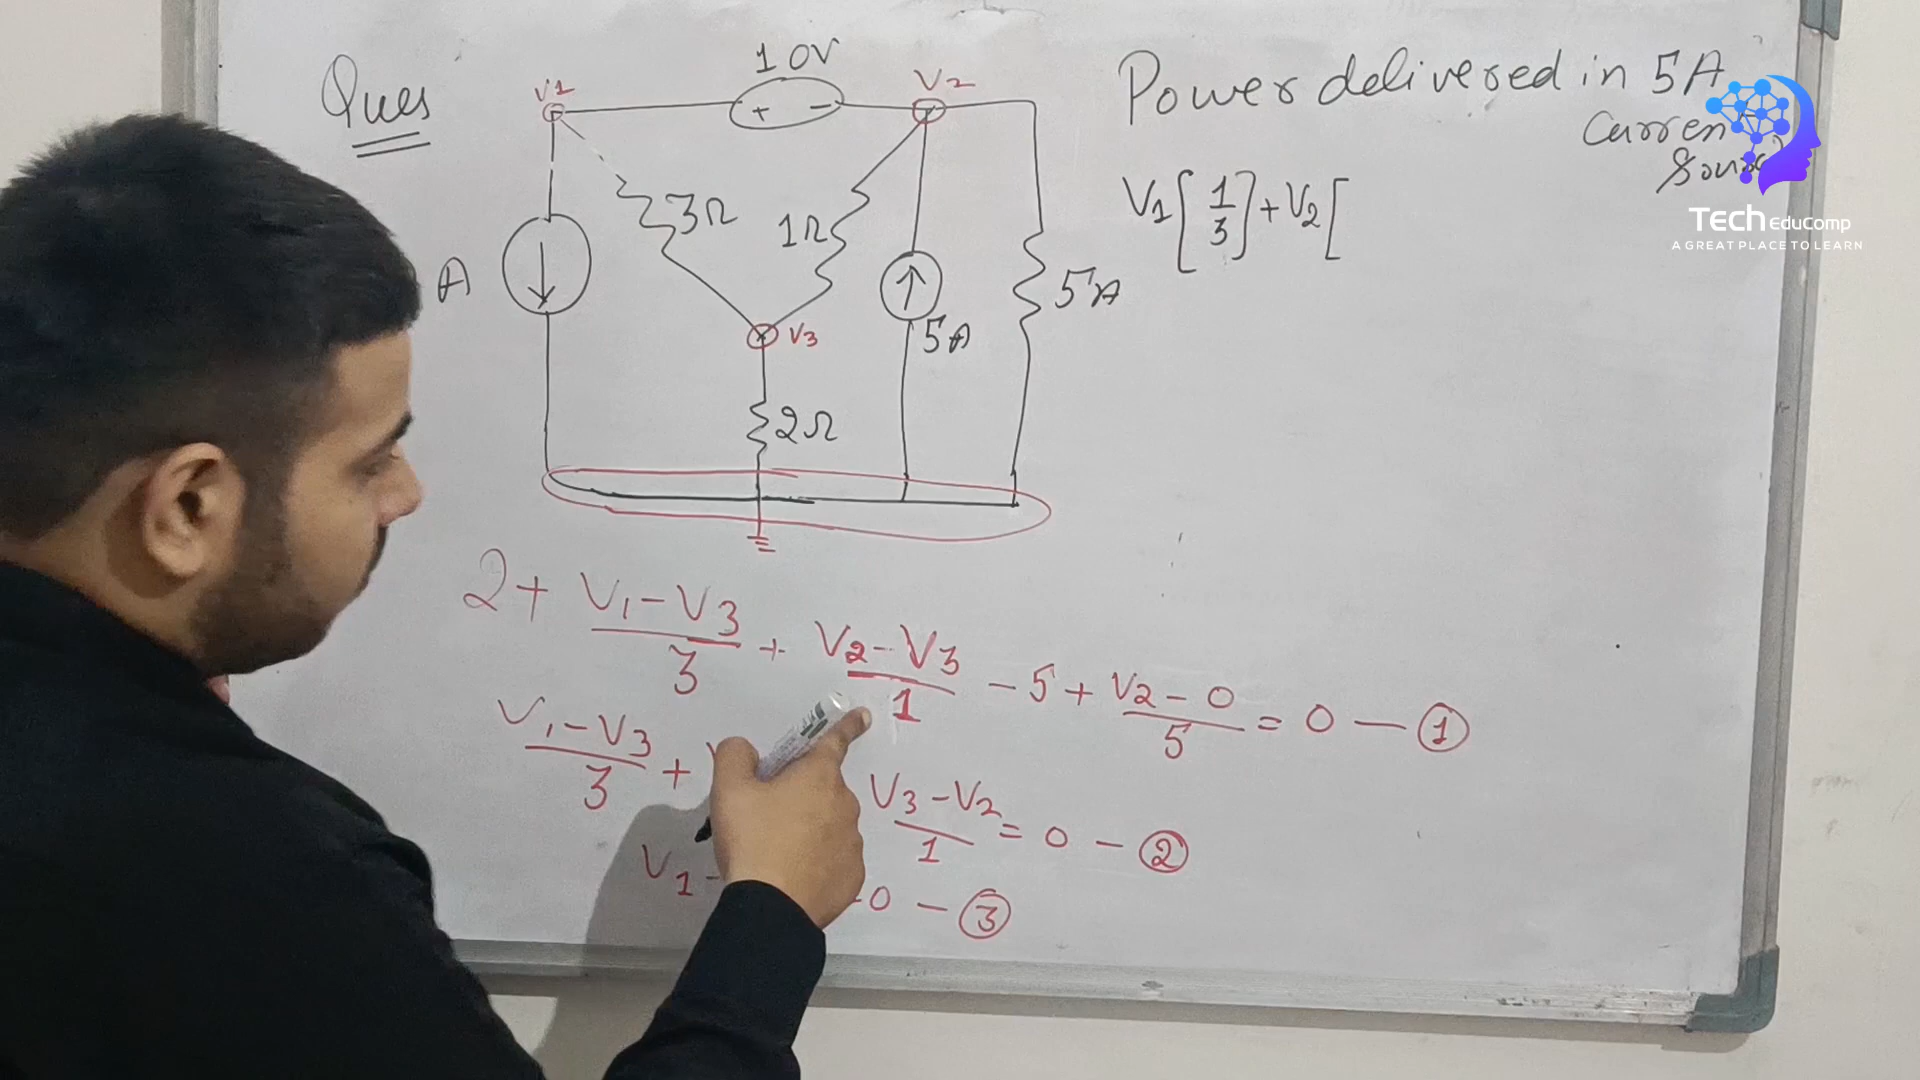 Ques
10V
V1
V2
+ -
3Ω
1Ω
A
5A
5Ω
V3
2Ω
Power delivered in 5A
Current
V1[1/3]+V2[
Tech EduComp
A GREAT PLACE TO LEARN
2+ V1-V3/3 + V2-V3/1 - 5 + V2-0/5 = 0 — ①
V1-V3/3 + V3-V2/1 = 0 - ②
V1- -0 - ③